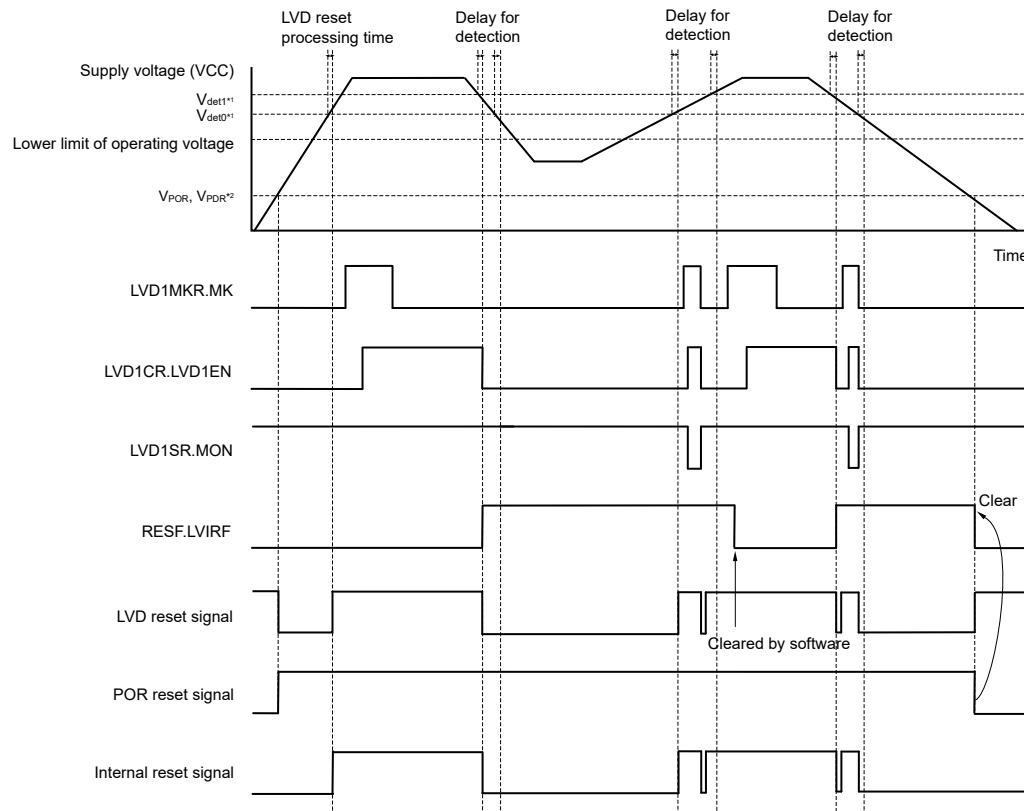 LVD reset
processing time
Delay for
detection
Delay for
detection
Delay for
detection
Supply voltage (VCC)
Vdet1*1
Vdet0*1
Lower limit of operating voltage
VPOR, VPDR*2
Time
LVD1MKR.MK
LVD1CR.LVD1EN
LVD1SR.MON
RESF.LVIRF
Clear
LVD reset signal
Cleared by software
POR reset signal
Internal reset signal